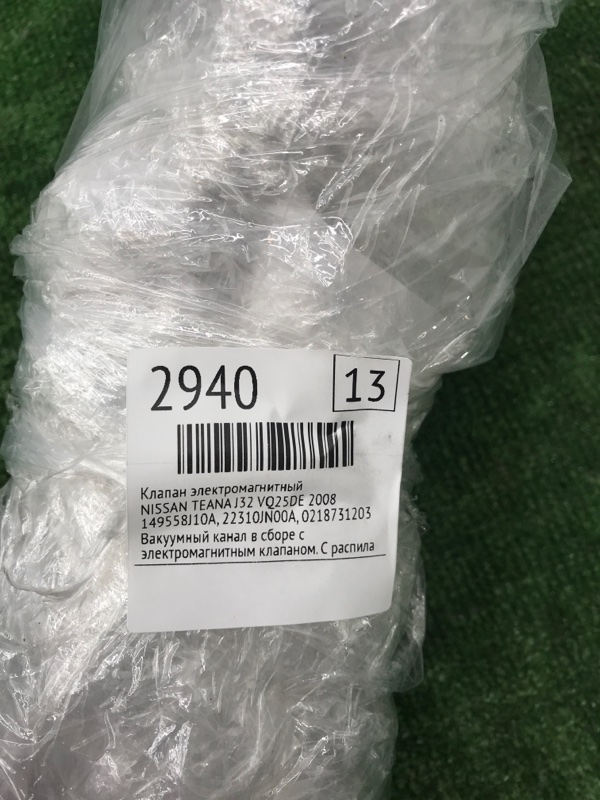 2940
13
Клапан электромагнитный
NISSAN TEANA J32 VQ25DE 2008
149558J10A, 22310JN00A, 0218731203
Вакуумный канал в сборе с
электромагнитным клапаном. С распила